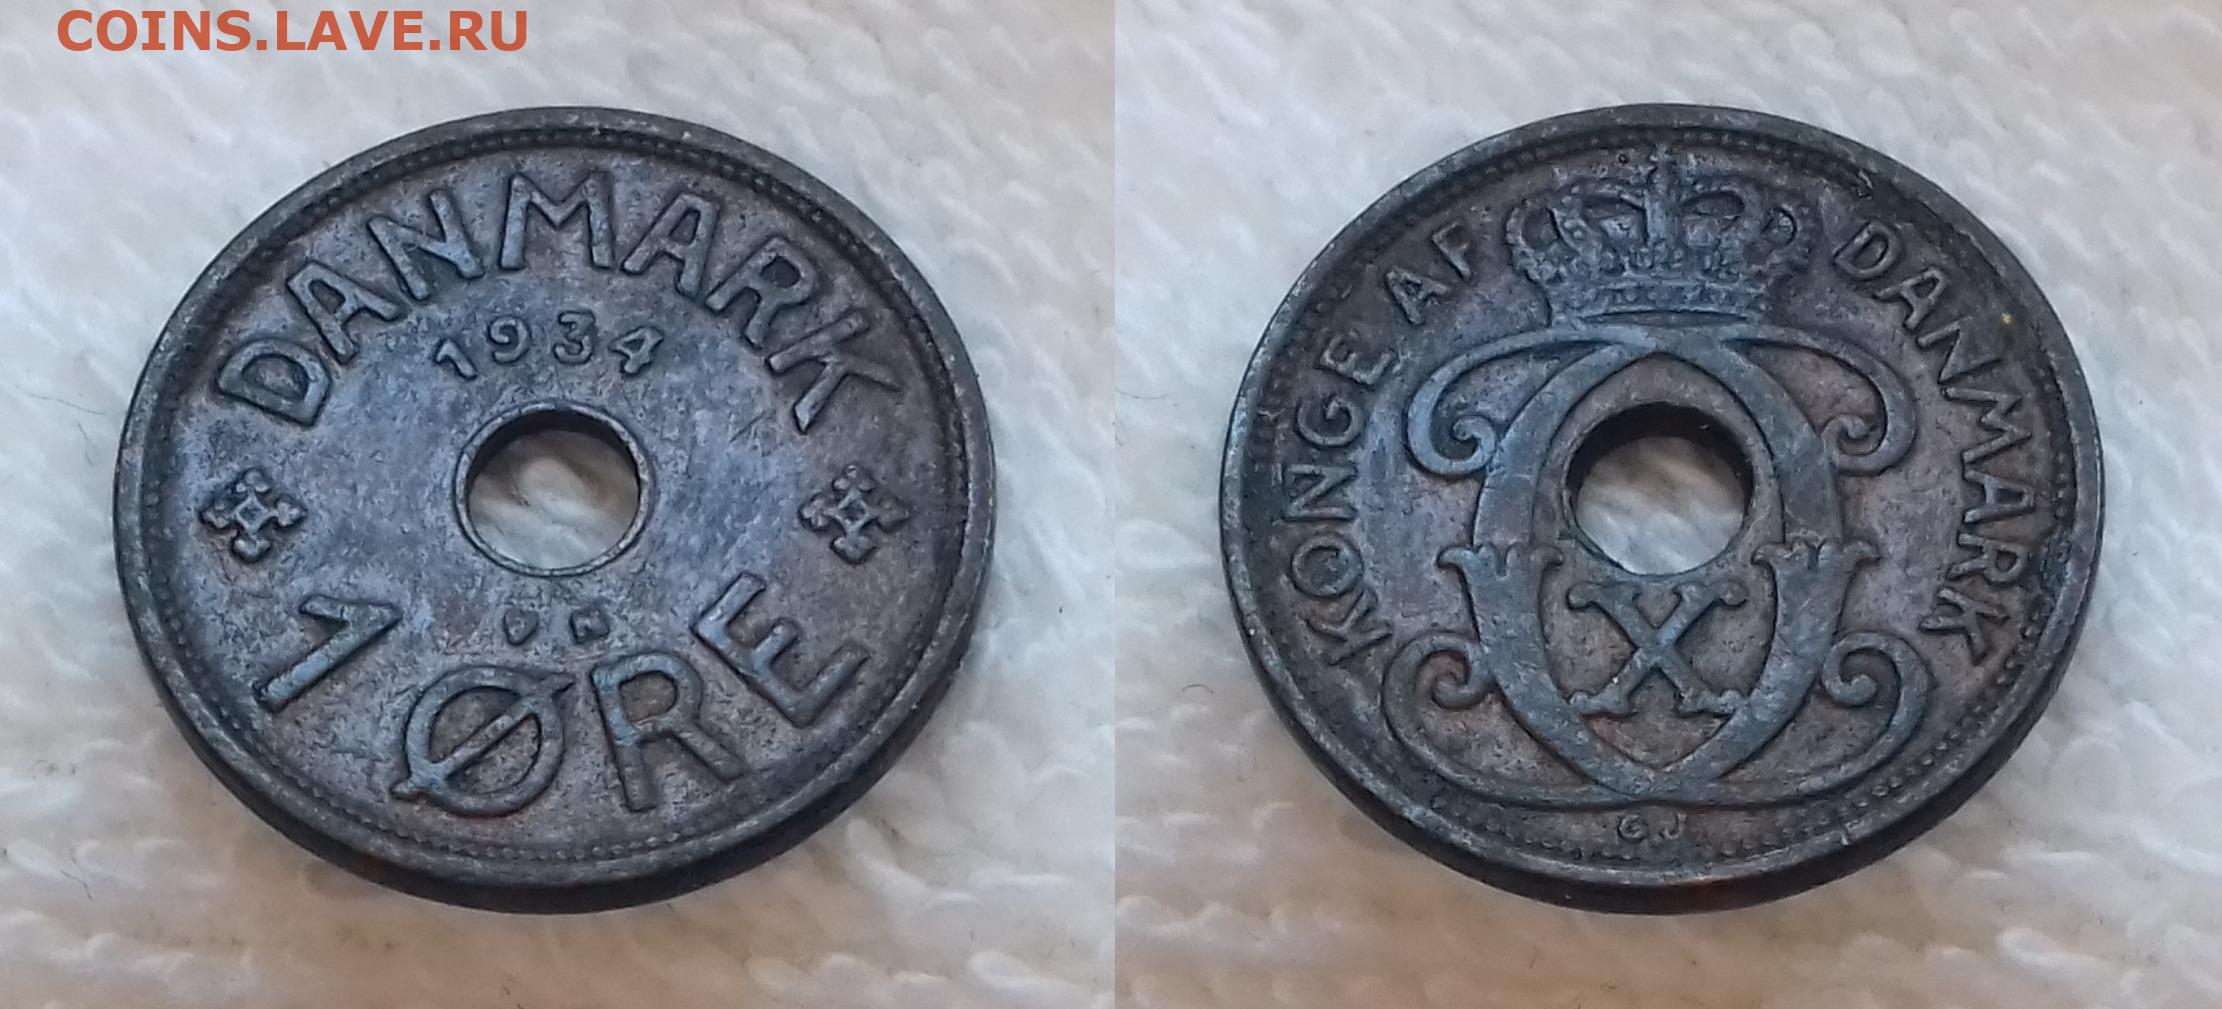 COINS.LAVE.RU
DANMARK
1934
1 ØRE
KONGE AF DANMARK
X
GJ